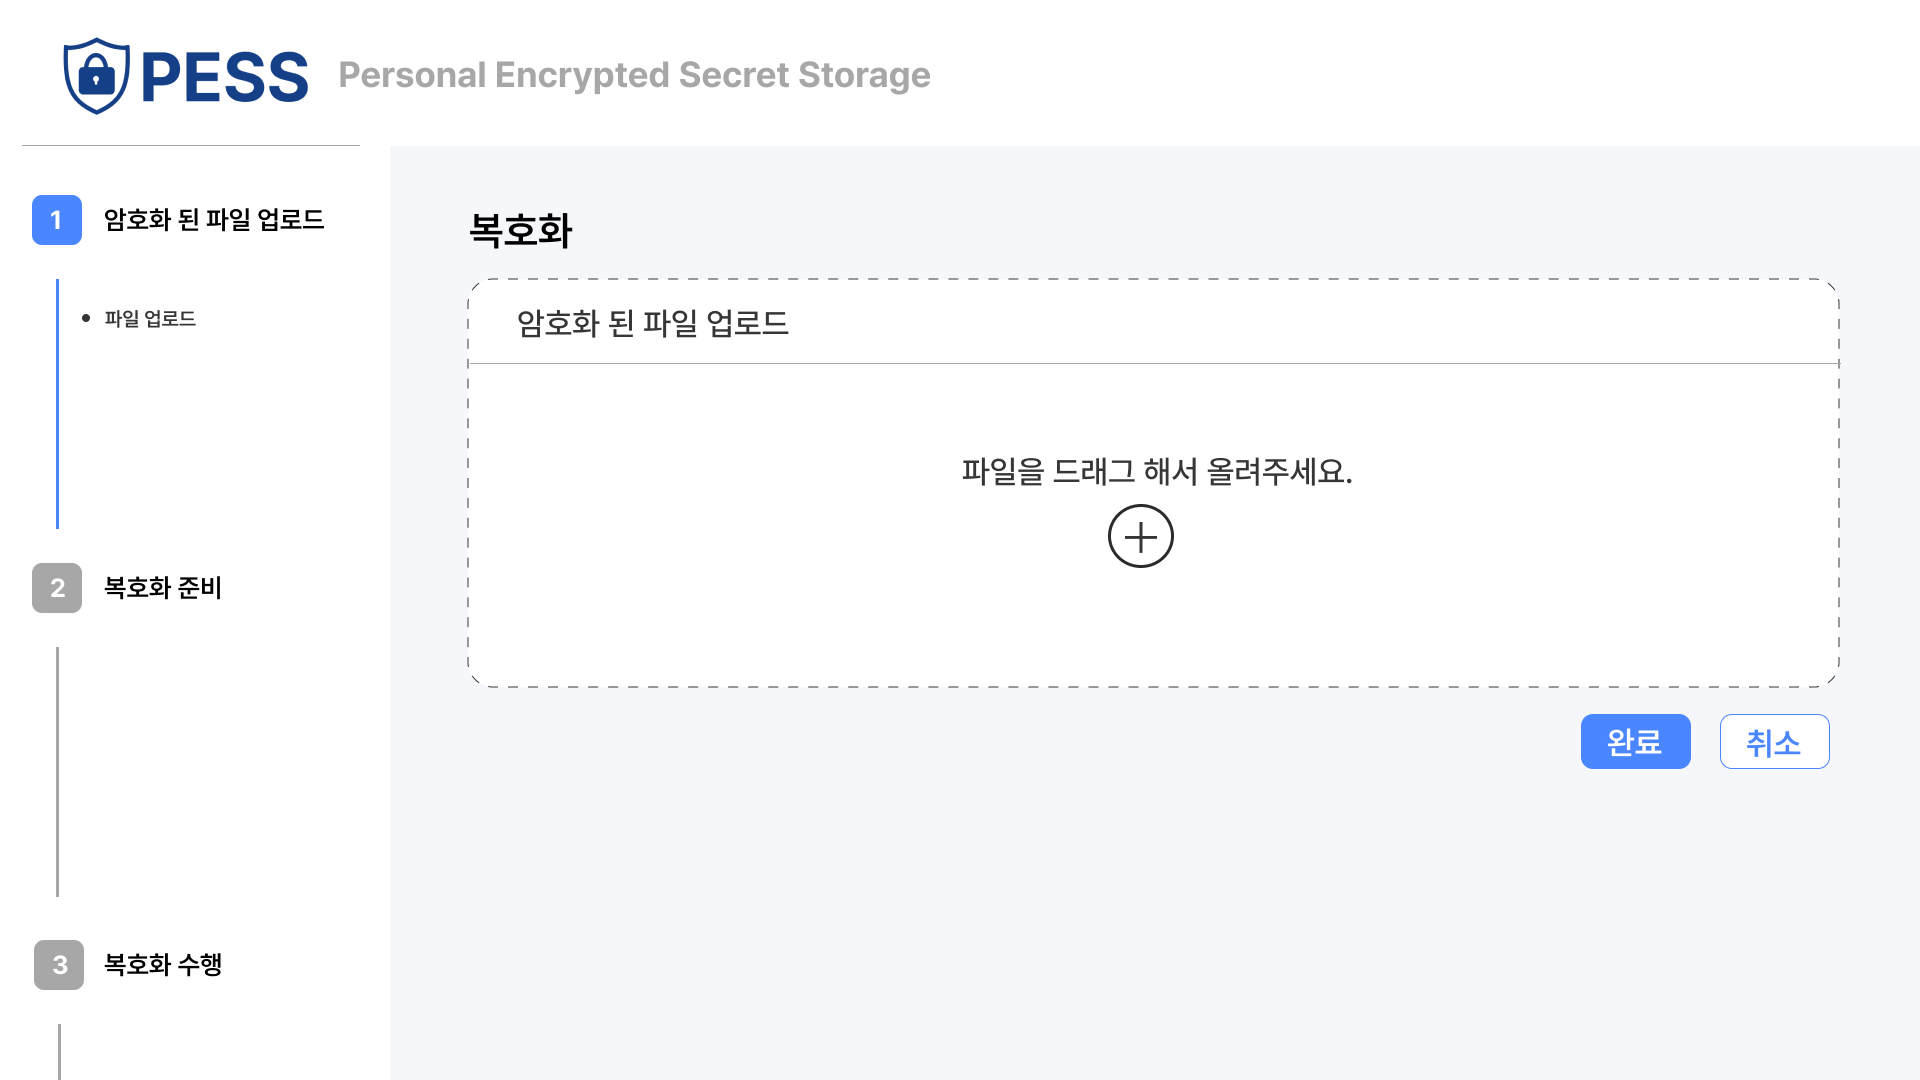 PESS Personal Encrypted Secret Storage
1 암호화 된 파일 업로드
• 파일 업로드
2 복호화 준비
3 복호화 수행
복호화
암호화 된 파일 업로드
파일을 드래그 해서 올려주세요.
완료 취소